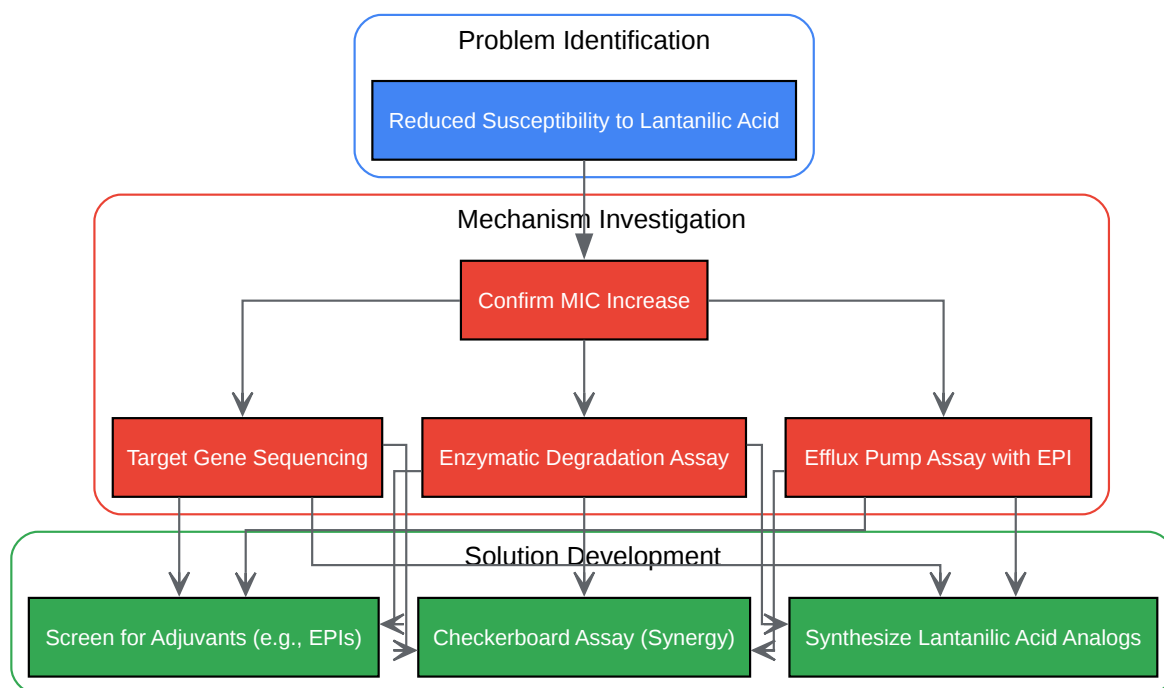 Problem Identification
Reduced Susceptibility to Lantanilic Acid
Mechanism Investigation
Confirm MIC Increase
Target Gene Sequencing
Enzymatic Degradation Assay
Efflux Pump Assay with EPI
Solution Development
Screen for Adjuvants (e.g., EPIs)
Checkerboard Assay (Synergy)
Synthesize Lantanilic Acid Analogs